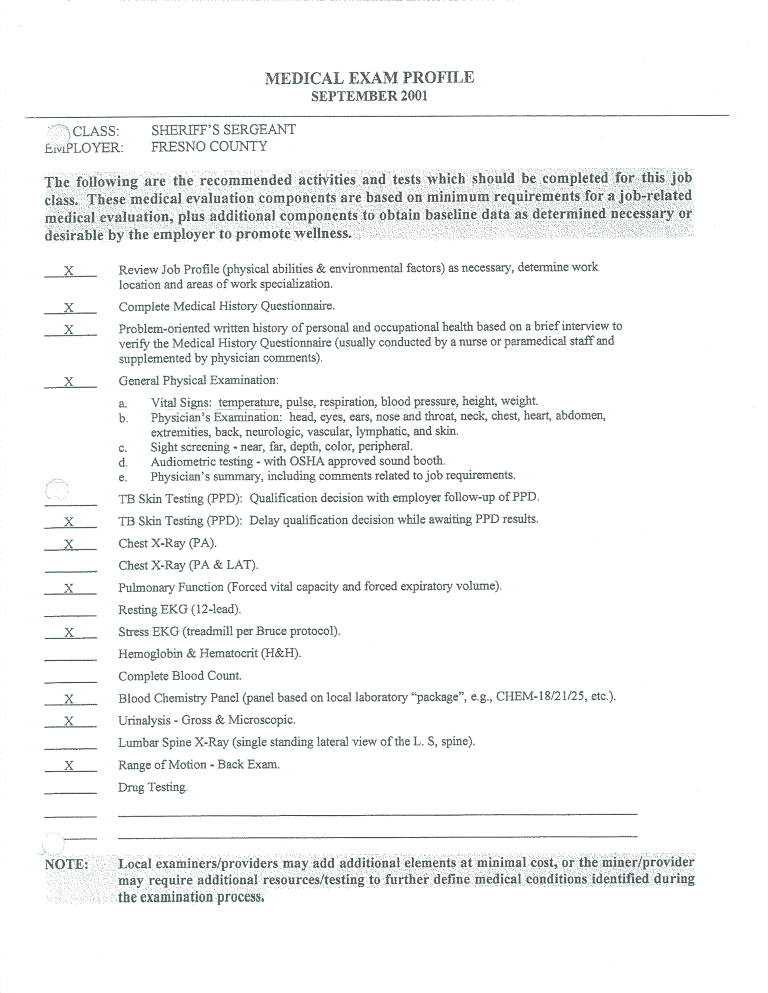 MEDICAL EXAM PROFILE
SEPTEMBER 2001
CLASS: SHERIFF'S SERGEANT
EMPLOYER: FRESNO COUNTY
The following are the recommended activities and tests which should be completed for this job
class. These medical evaluation components are based on minimum requirements for a job-related
medical evaluation, plus additional components to obtain baseline data as determined necessary or
desirable by the employer to promote wellness.
X Review Job Profile (physical abilities & environmental factors) as necessary, determine work
location and areas of work specialization.
X Complete Medical History Questionnaire.
X Problem-oriented written history of personal and occupational health based on a brief interview to
verify the Medical History Questionnaire (usually conducted by a nurse or paramedical staff and
supplemented by physician comments).
X General Physical Examination:
a. Vital Signs: temperature, pulse, respiration, blood pressure, height, weight.
b. Physician's Examination: head, eyes, ears, nose and throat, neck, chest, heart, abdomen,
extremities, back, neurologic, vascular, lymphatic, and skin.
c. Sight screening - near, far, depth, color, peripheral.
d. Audiometric testing - with OSHA approved sound booth.
e. Physician's summary, including comments related to job requirements.
TB Skin Testing (PPD): Qualification decision with employer follow-up of PPD.
X TB Skin Testing (PPD): Delay qualification decision while awaiting PPD results.
X Chest X-Ray (PA).
Chest X-Ray (PA & LAT).
X Pulmonary Function (Forced vital capacity and forced expiratory volume).
Resting EKG (12-lead).
X Stress EKG (treadmill per Bruce protocol).
Hemoglobin & Hematocrit (H&H).
Complete Blood Count.
X Blood Chemistry Panel (panel based on local laboratory "package", e.g., CHEM-18/21/25, etc.).
X Urinalysis - Gross & Microscopic.
Lumbar Spine X-Ray (single standing lateral view of the L. S, spine).
X Range of Motion - Back Exam.
Drug Testing.
NOTE: Local examiners/providers may add additional elements at minimal cost, or the miner/provider
may require additional resources/testing to further define medical conditions identified during
the examination process.